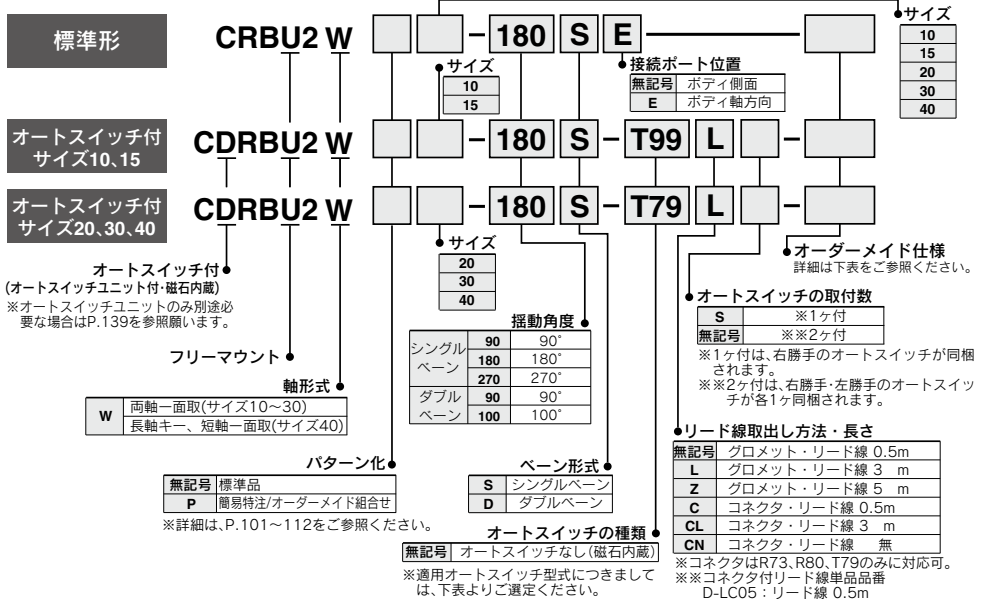 標準形
CRBU2 W
－ 180 S E
サイズ
10
15
20
30
40
サイズ
10
15
接続ポート位置
無記号 ボディ側面
E ボディ軸方向
オートスイッチ付
サイズ10、15
CDRBU2 W
－ 180 S － T99 L －
オートスイッチ付
サイズ20、30、40
CDRBU2 W
－ 180 S － T79 L －
サイズ
20
30
40
オートスイッチ付
(オートスイッチユニット付･磁石内蔵)
※オートスイッチユニットのみ別途必
要な場合はP.139を参照願います。
フリーマウント
軸形式
W 両軸一面取(サイズ10～30)
長軸キー、短軸一面取(サイズ40)
パターン化
無記号 標準品
P 簡易特注/オーダーメイド組合せ
※詳細は、P.101～112をご参照ください。
揺動角度
シングル
ベーン
90 90°
180 180°
270 270°
ダブル
ベーン
90 90°
100 100°
ベーン形式
S シングルベーン
D ダブルベーン
オートスイッチの種類
無記号 オートスイッチなし(磁石内蔵)
※適用オートスイッチ型式につきまして
は、下表よりご選定ください。
オーダーメイド仕様
詳細は下表をご参照ください。
オートスイッチの取付数
S ※1ヶ付
無記号 ※※2ヶ付
※1ヶ付は、右勝手のオートスイッチが同梱
されます。
※※2ヶ付は、右勝手･左勝手のオートスイッ
チが各1ヶ同梱されます。
リード線取出し方法・長さ
無記号 グロメット・リード線 0.5m
L グロメット・リード線 3 m
Z グロメット・リード線 5 m
C コネクタ・リード線 0.5m
CL コネクタ・リード線 3 m
CN コネクタ・リード線 無
※コネクタはR73、R80、T79のみに対応可。
※※コネクタ付リード線単品品番
D-LC05：リード線 0.5m